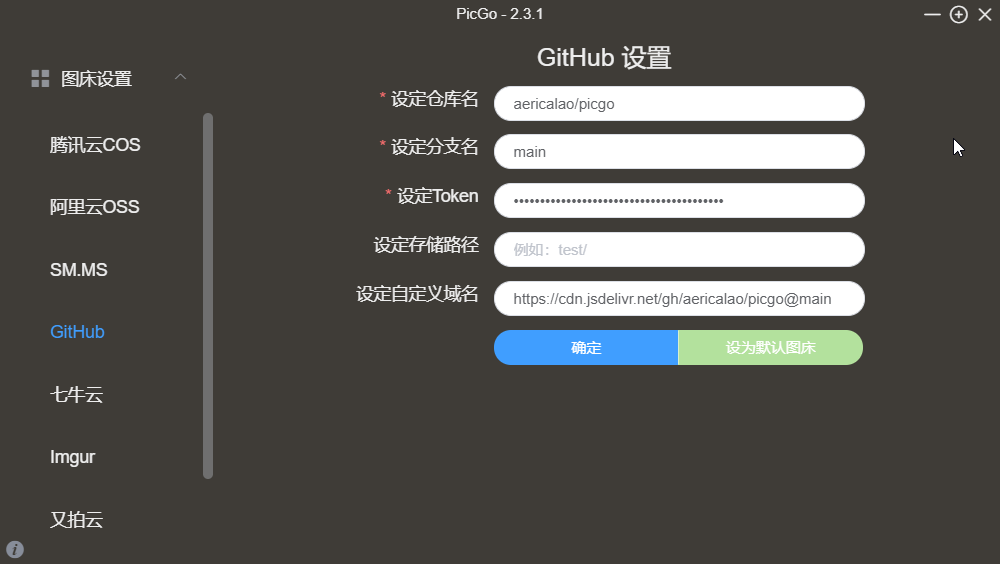 PicGo - 2.3.1
图床设置
腾讯云COS
阿里云OSS
SM.MS
GitHub
七牛云
Imgur
又拍云
GitHub 设置
* 设定仓库名 aericalao/picgo
* 设定分支名 main
* 设定Token ••••••••••••••••••••••••••••••••••••••••
设定存储路径 例如：test/
设定自定义域名 https://cdn.jsdelivr.net/gh/aericalao/picgo@main
确定 设为默认图床